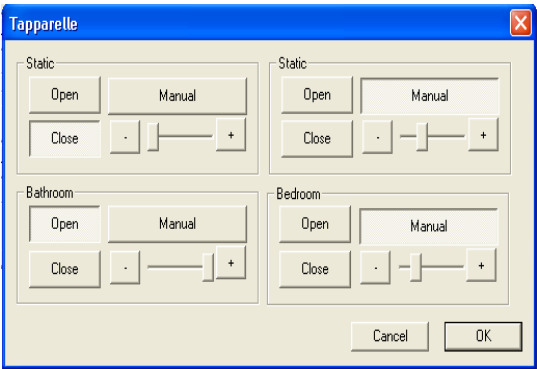 Tapparelle
Static
Open
Manual
Close
-
+
Static
Open
Manual
Close
-
+
Bathroom
Open
Manual
Close
-
+
Bedroom
Open
Manual
Close
-
+
Cancel
OK